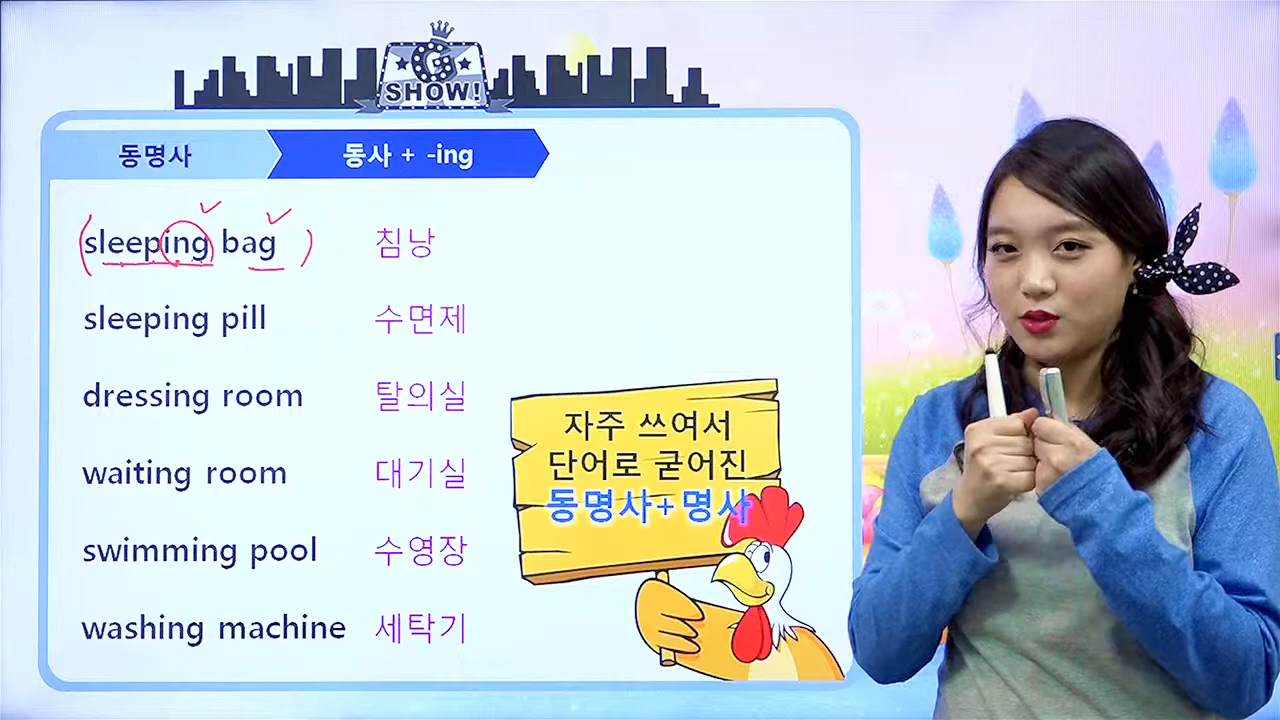 G
SHOW!
동명사 동사 + -ing
sleeping bag 침낭
sleeping pill 수면제
dressing room 탈의실
waiting room 대기실
swimming pool 수영장
washing machine 세탁기
자주 쓰여서
단어로 굳어진
동명사+명사